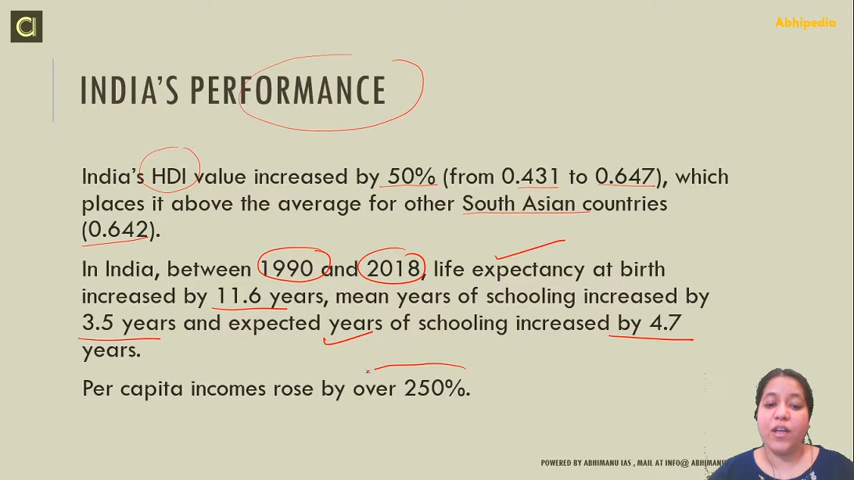 Abhipedia
INDIA'S PERFORMANCE
India's HDI value increased by 50% (from 0.431 to 0.647), which
places it above the average for other South Asian countries
(0.642).
In India, between 1990 and 2018, life expectancy at birth
increased by 11.6 years, mean years of schooling increased by
3.5 years and expected years of schooling increased by 4.7
years.
Per capita incomes rose by over 250%.
POWERED BY ABHIMANU IAS , MAIL AT INFO@ ABHIMANU